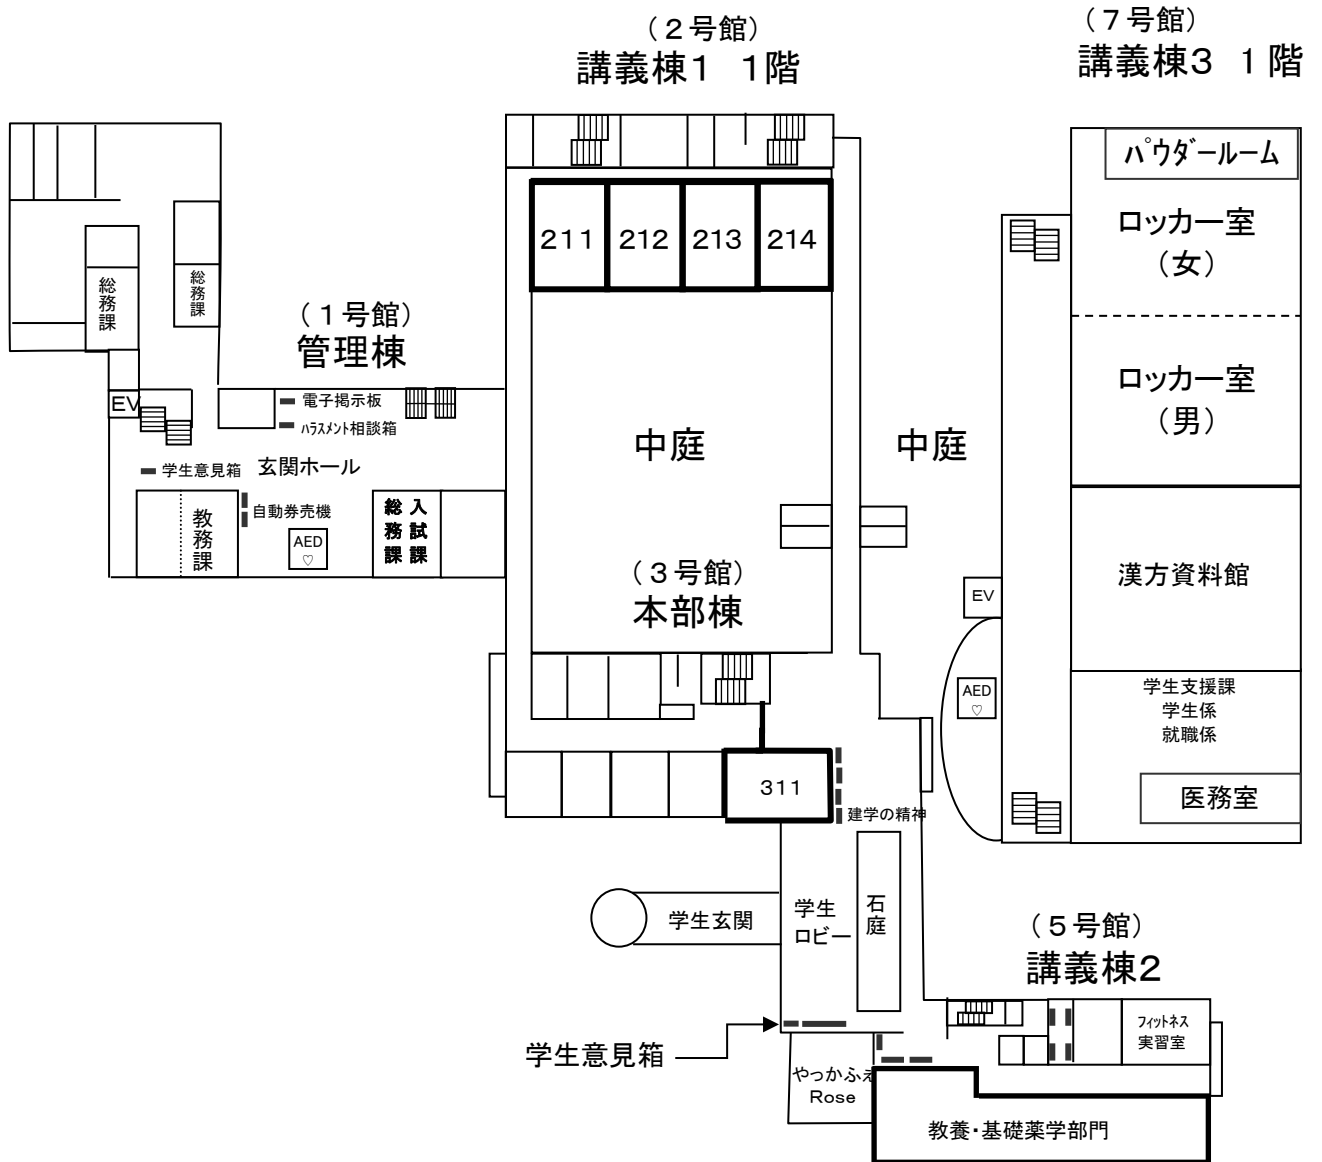 （２号館）
講義棟１　１階
（７号館）
講義棟３　１階
パウダールーム
ロッカー室
（女）
ロッカー室
（男）
漢方資料館
学生支援課
学生係
就職係
医務室
EV
AED
♡
211
212
213
214
中庭
中庭
総務課
総務課
（１号館）
管理棟
EV
電子掲示板
ハラスメント相談箱
学生意見箱
玄関ホール
教務課
自動券売機
AED
♡
入試課
総務課
（３号館）
本部棟
311
建学の精神
学生玄関
学生
ロビー
石庭
学生意見箱
やっかふぇ
Rose
（５号館）
講義棟２
フィットネス
実習室
教養・基礎薬学部門